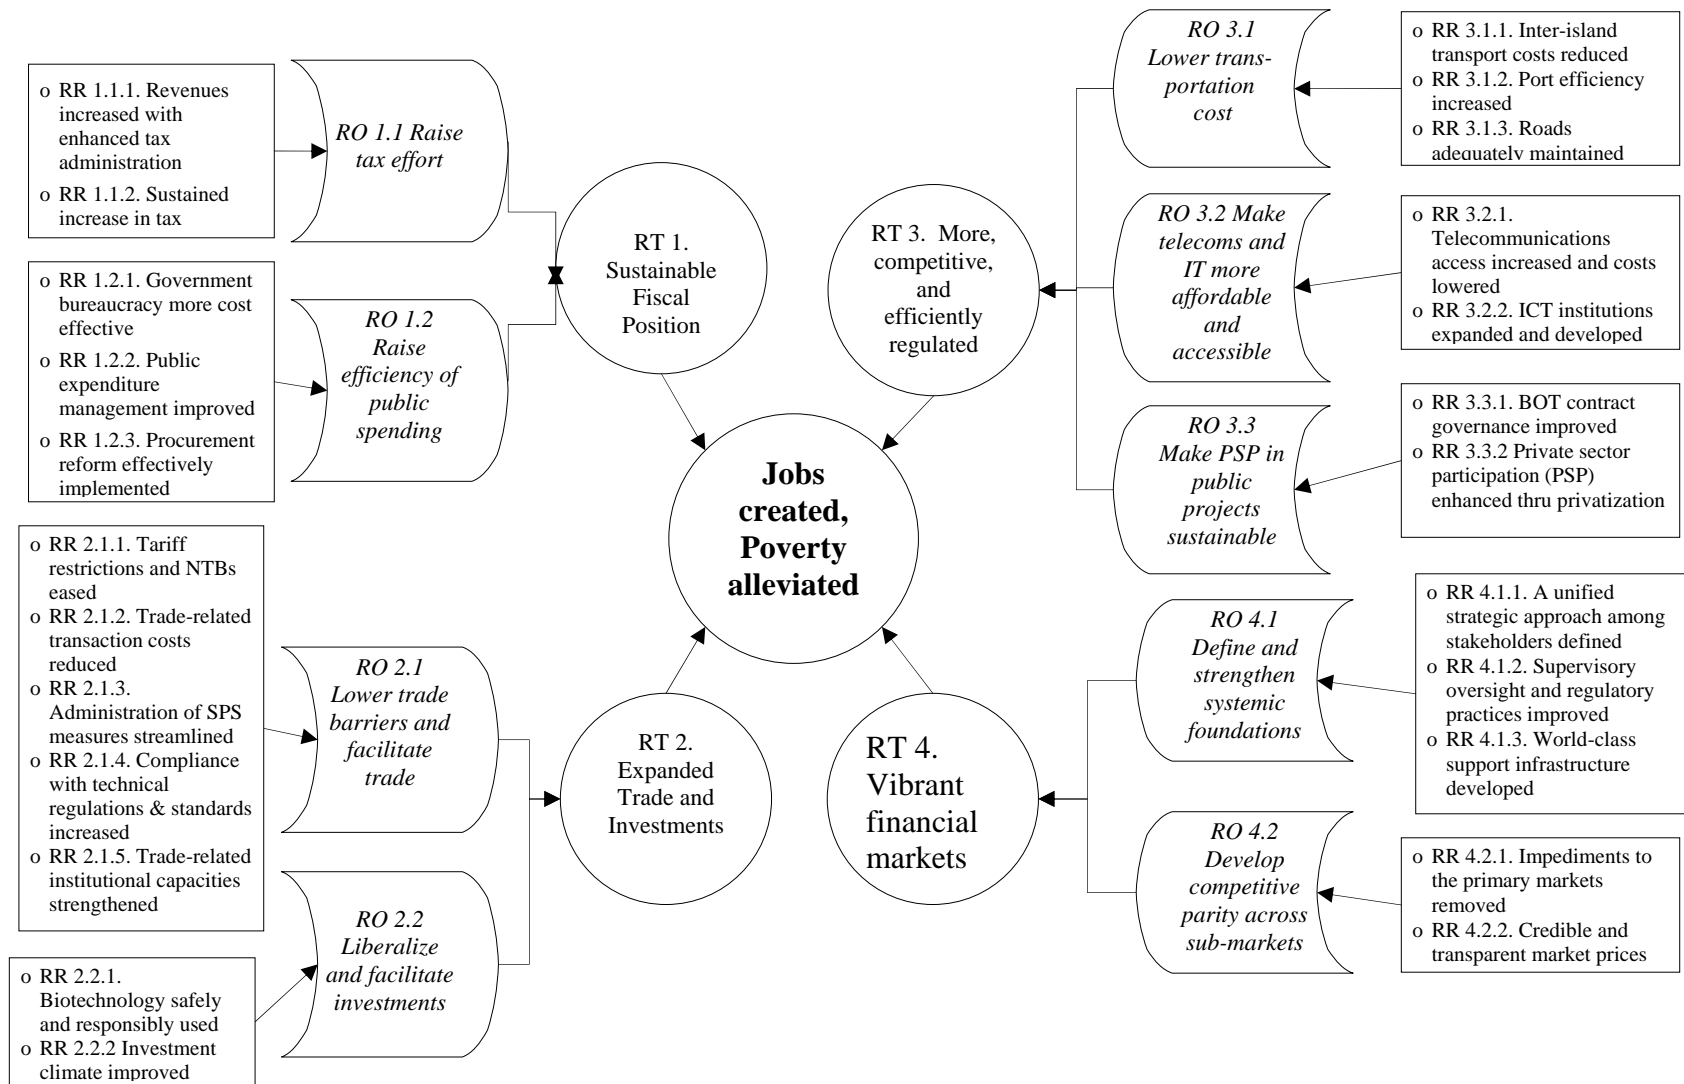 o RR 1.1.1. Revenues
increased with
enhanced tax
administration
o RR 1.1.2. Sustained
increase in tax
RO 1.1 Raise
tax effort
o RR 1.2.1. Government
bureaucracy more cost
effective
o RR 1.2.2. Public
expenditure
management improved
o RR 1.2.3. Procurement
reform effectively
implemented
RO 1.2
Raise
efficiency of
public
spending
RT 1.
Sustainable
Fiscal
Position
o RR 2.1.1. Tariff
restrictions and NTBs
eased
o RR 2.1.2. Trade-related
transaction costs
reduced
o RR 2.1.3.
Administration of SPS
measures streamlined
o RR 2.1.4. Compliance
with technical
regulations & standards
increased
o RR 2.1.5. Trade-related
institutional capacities
strengthened
RO 2.1
Lower trade
barriers and
facilitate
trade
o RR 2.2.1.
Biotechnology safely
and responsibly used
o RR 2.2.2 Investment
climate improved
RO 2.2
Liberalize
and facilitate
investments
RT 2.
Expanded
Trade and
Investments
Jobs
created,
Poverty
alleviated
RT 3.  More,
competitive,
and
efficiently
regulated
RO 3.1
Lower trans-
portation
cost
o RR 3.1.1. Inter-island
transport costs reduced
o RR 3.1.2. Port efficiency
increased
o RR 3.1.3. Roads
adequately maintained
RO 3.2 Make
telecoms and
IT more
affordable
and
accessible
o RR 3.2.1.
Telecommunications
access increased and costs
lowered
o RR 3.2.2. ICT institutions
expanded and developed
RO 3.3
Make PSP in
public
projects
sustainable
o RR 3.3.1. BOT contract
governance improved
o RR 3.3.2 Private sector
participation (PSP)
enhanced thru privatization
RT 4.
Vibrant
financial
markets
RO 4.1
Define and
strengthen
systemic
foundations
o RR 4.1.1. A unified
strategic approach among
stakeholders defined
o RR 4.1.2. Supervisory
oversight and regulatory
practices improved
o RR 4.1.3. World-class
support infrastructure
developed
RO 4.2
Develop
competitive
parity across
sub-markets
o RR 4.2.1. Impediments to
the primary markets
removed
o RR 4.2.2. Credible and
transparent market prices